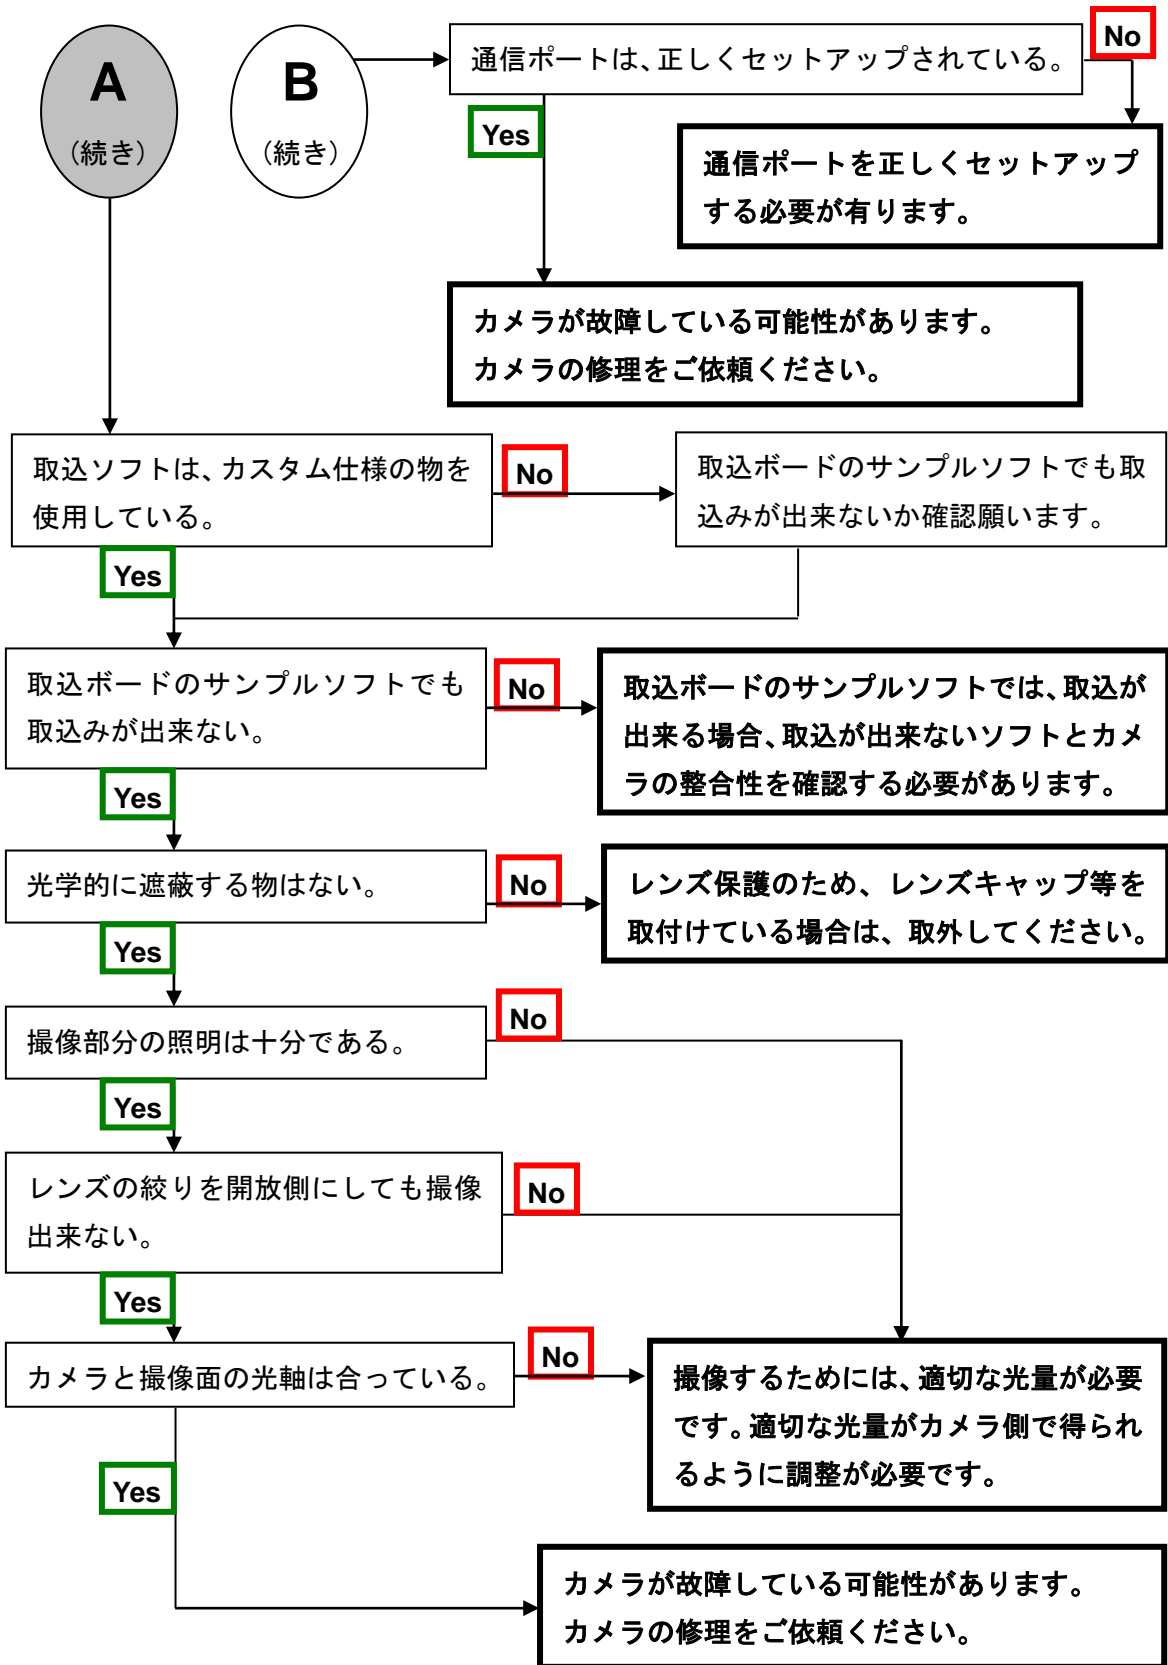 A
(続き)
B
(続き)
通信ポートは、正しくセットアップされている。
No
Yes
通信ポートを正しくセットアップ
する必要が有ります。
カメラが故障している可能性があります。
カメラの修理をご依頼ください。
取込ソフトは、カスタム仕様の物を
使用している。
No
取込ボードのサンプルソフトでも取
込みが出来ないか確認願います。
Yes
取込ボードのサンプルソフトでも
取込みが出来ない。
No
取込ボードのサンプルソフトでは、取込が
出来る場合、取込が出来ないソフトとカメ
ラの整合性を確認する必要があります。
Yes
光学的に遮蔽する物はない。
No
レンズ保護のため、レンズキャップ等を
取付けている場合は、取外してください。
Yes
撮像部分の照明は十分である。
No
Yes
レンズの絞りを開放側にしても撮像
出来ない。
No
Yes
カメラと撮像面の光軸は合っている。
No
撮像するためには、適切な光量が必要
です。適切な光量がカメラ側で得られ
るように調整が必要です。
Yes
カメラが故障している可能性があります。
カメラの修理をご依頼ください。